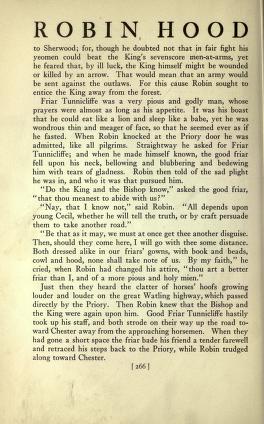 ROBIN HOOD
to Sherwood; for, though he doubted not that in fair fight his
yeomen could beat the King's sevenscore men-at-arms, yet
he feared that, by ill luck, the King himself might be wounded
or killed by an arrow. That would mean that an army would
be sent against the outlaws. For this cause Robin sought to
entice the King away from the forest.
Friar Tunnicliffe was a very pious and godly man, whose
prayers were almost as long as his appetite. It was his boast
that he could eat like a lion and sleep like a babe, yet he was
wondrous thin and meager of face, so that he seemed ever as if
he fasted. When Robin knocked at the Priory door he was
admitted, like all pilgrims. Straightway he asked for Friar
Tunnicliffe; and when he made himself known, the good friar
fell upon his neck, bellowing and blubbering and bedewing
him with tears of gladness. Robin then told of the sad plight
he was in, and who it was that pursued him.
"Do the King and the Bishop know," asked the good friar,
"that thou meanest to abide with us?"
"Nay, that I know not," said Robin. "All depends upon
young Cecil, whether he will tell the truth, or by craft persuade
them to take another road."
"Be that as it may, we must at once get thee another disguise.
Then, should they come here, I will go with thee some distance.
Both dressed alike in our friars' gowns, with book and beads,
cowl and hood, none shall take note of us. By my faith," he
cried, when Robin had changed his attire, "thou art a better
friar than I, and of a more pious and holy mien."
Just then they heard the clatter of horses' hoofs growing
louder and louder on the great Watling highway, which passed
directly by the Priory. Then Robin knew that the Bishop and
the King were again upon him. Good Friar Tunnicliffe hastily
took up his staff, and both strode on their way up the road to-
ward Chester away from the approaching horsemen. When they
had gone a short space the friar bade his friend a tender farewell
and retraced his steps back to the Priory, while Robin trudged
along toward Chester.
[ 266 ]